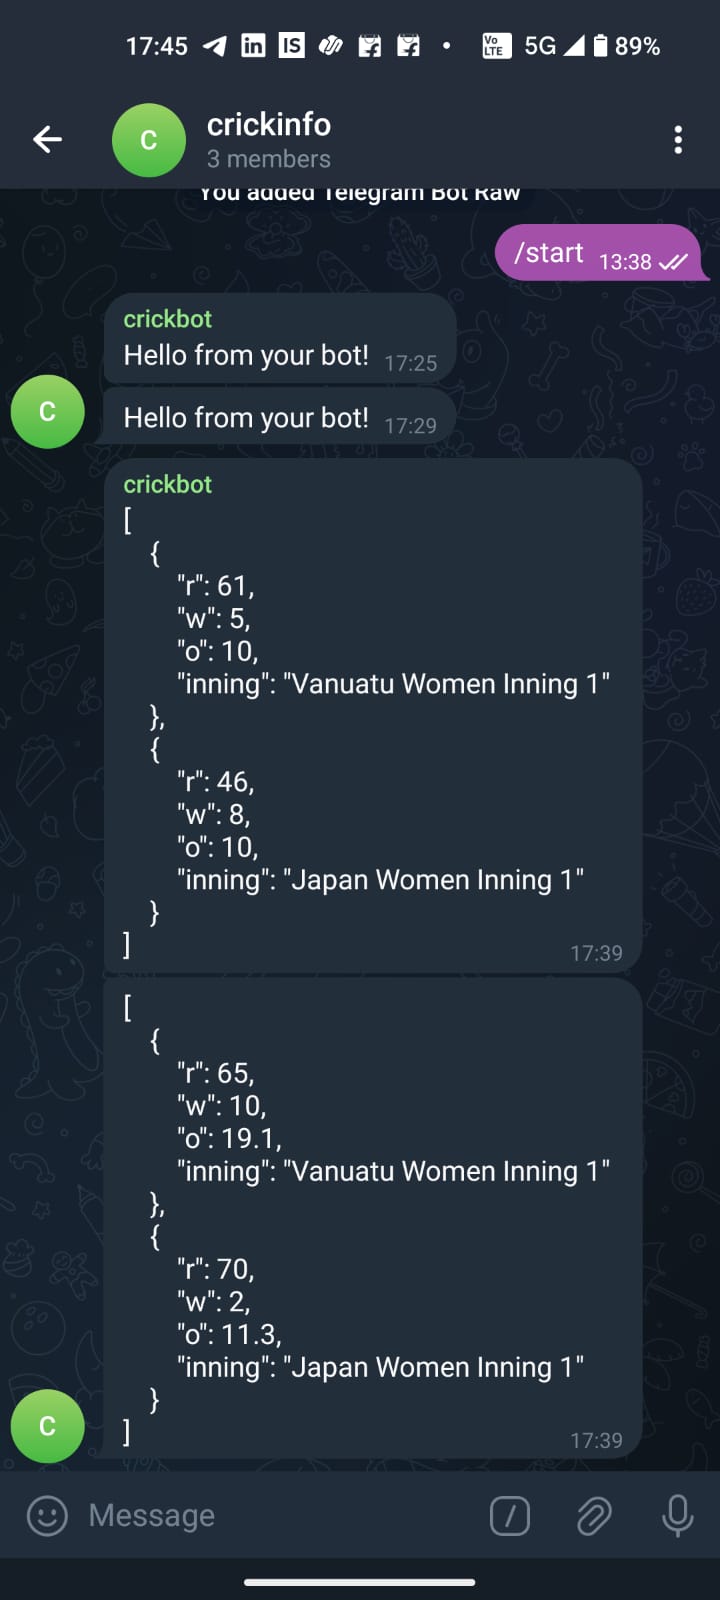 17:45 in IS Vo LTE 5G 89%
C crickinfo
3 members
You added Telegram Bot Raw
/start 13:38
crickbot
Hello from your bot! 17:25
C Hello from your bot! 17:29
crickbot
[
{
"r": 61,
"w": 5,
"o": 10,
"inning": "Vanuatu Women Inning 1"
},
{
"r": 46,
"w": 8,
"o": 10,
"inning": "Japan Women Inning 1"
}
]
17:39
[
{
"r": 65,
"w": 10,
"o": 19.1,
"inning": "Vanuatu Women Inning 1"
},
{
"r": 70,
"w": 2,
"o": 11.3,
"inning": "Japan Women Inning 1"
}
C ]
17:39
Message /